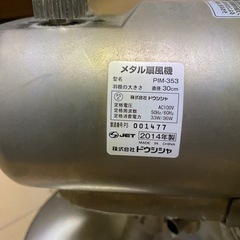 メタル扇風機
型名 PIM-353
羽根の大きさ 直径 30cm
株式会社 ドウシシャ
定格電圧 AC100V
定格周波数 50Hz/60Hz
定格消費電力 33W/36W
製造番号 001477
JET 2014年製
MADE IN CHINA
株式会社 ドウシシャ